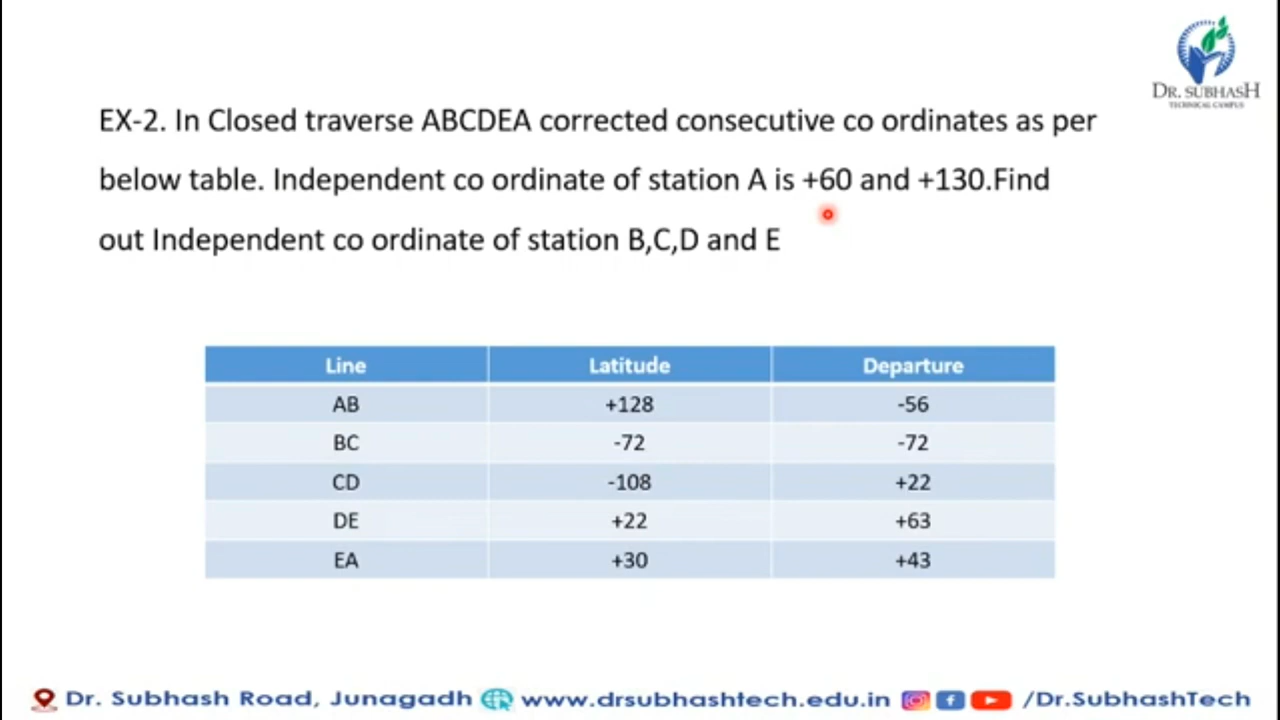 DR. SUBHASH
TECHNICAL CAMPUS
EX-2. In Closed traverse ABCDEA corrected consecutive co ordinates as per
below table. Independent co ordinate of station A is +60 and +130.Find
out Independent co ordinate of station B,C,D and E
Line Latitude Departure
AB +128 -56
BC -72 -72
CD -108 +22
DE +22 +63
EA +30 +43
Dr. Subhash Road, Junagadh www.drsubhashtech.edu.in /Dr.SubhashTech